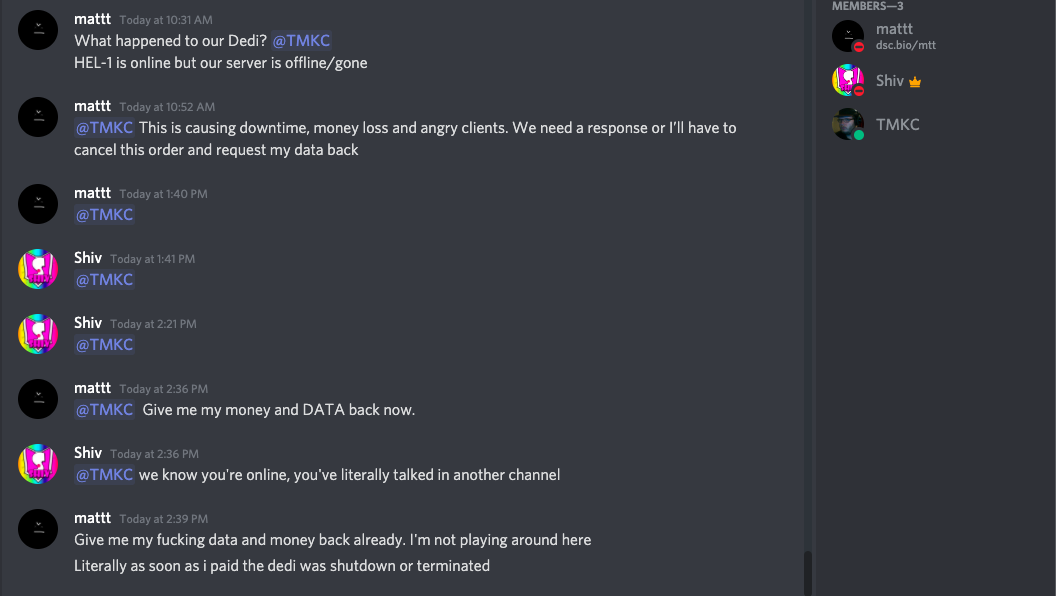 mattt Today at 10:31 AM
What happened to our Dedi? @TMKC
HEL-1 is online but our server is offline/gone
mattt Today at 10:52 AM
@TMKC This is causing downtime, money loss and angry clients. We need a response or I'll have to
cancel this order and request my data back
mattt Today at 1:40 PM
@TMKC
Shiv Today at 1:41 PM
@TMKC
Shiv Today at 2:21 PM
@TMKC
mattt Today at 2:36 PM
@TMKC Give me my money and DATA back now.
Shiv Today at 2:36 PM
@TMKC we know you're online, you've literally talked in another channel
mattt Today at 2:39 PM
Give me my fucking data and money back already. I'm not playing around here
Literally as soon as i paid the dedi was shutdown or terminated
MEMBERS—3
mattt
dsc.bio/mtt
Shiv
TMKC